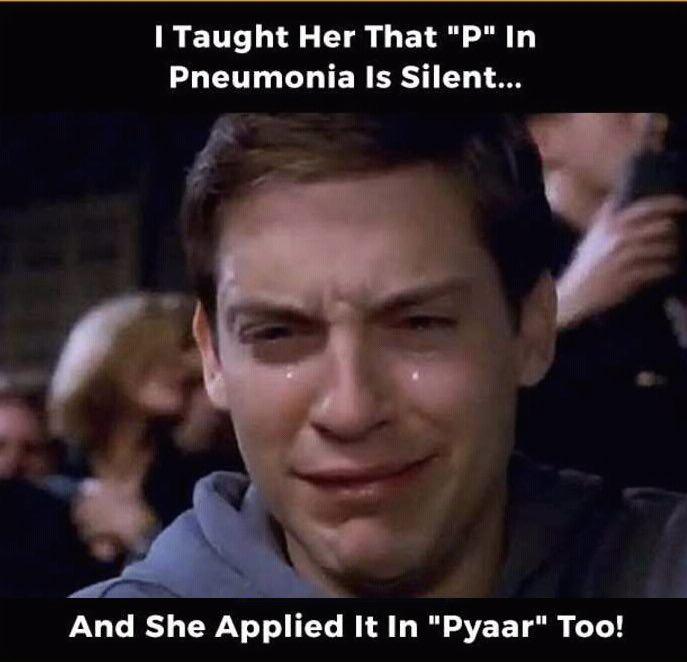 I Taught Her That "P" In
Pneumonia Is Silent...
And She Applied It In "Pyaar" Too!